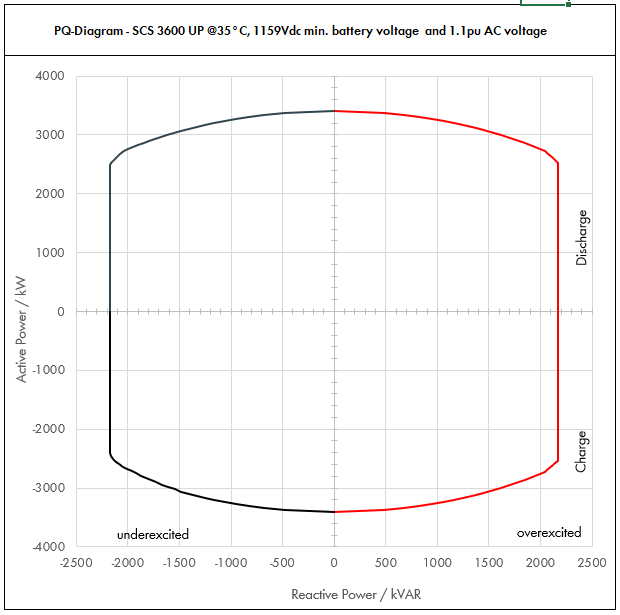 PQ-Diagram - SCS 3600 UP @35°C, 1159Vdc min. battery voltage and 1.1pu AC voltage
4000
3000
2000
1000
0
-1000
-2000
-3000
-4000
Active Power / kW
Discharge
Charge
underexcited
overexcited
-2500 -2000 -1500 -1000 -500 0 500 1000 1500 2000 2500
Reactive Power / kVAR